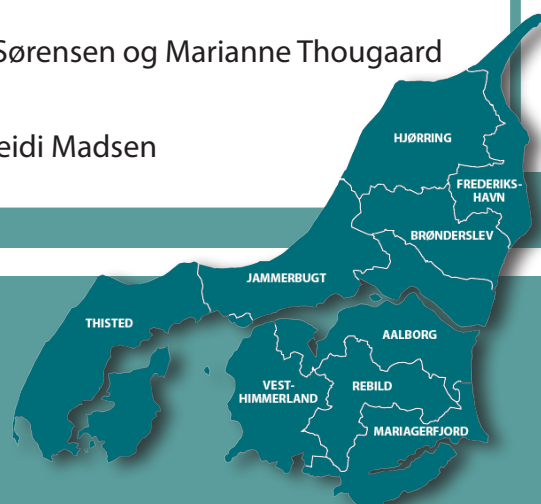 Sørensen og Marianne Thougaard
eidi Madsen
HJØRRING
FREDERIKS-
HAVN
BRØNDERSLEV
JAMMERBUGT
THISTED
AALBORG
VEST-
HIMMERLAND
REBILD
MARIAGERFJORD